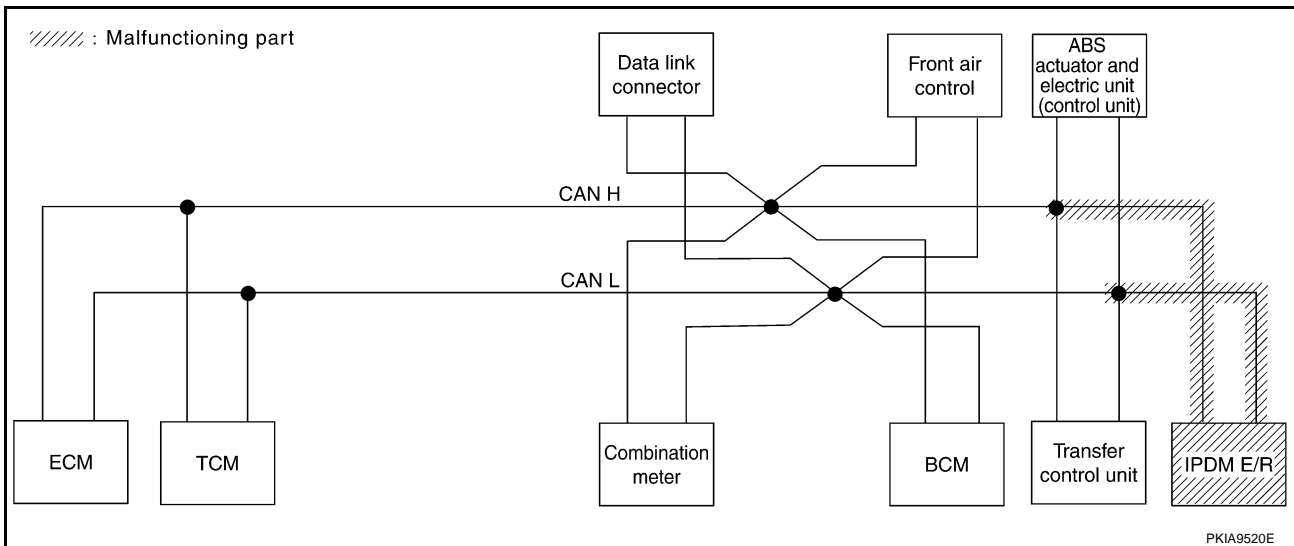 : Malfunctioning part
Data link
connector
Front air
control
ABS
actuator and
electric unit
(control unit)
CAN H
CAN L
ECM
TCM
Combination
meter
BCM
Transfer
control unit
IPDM E/R
PKIA9520E